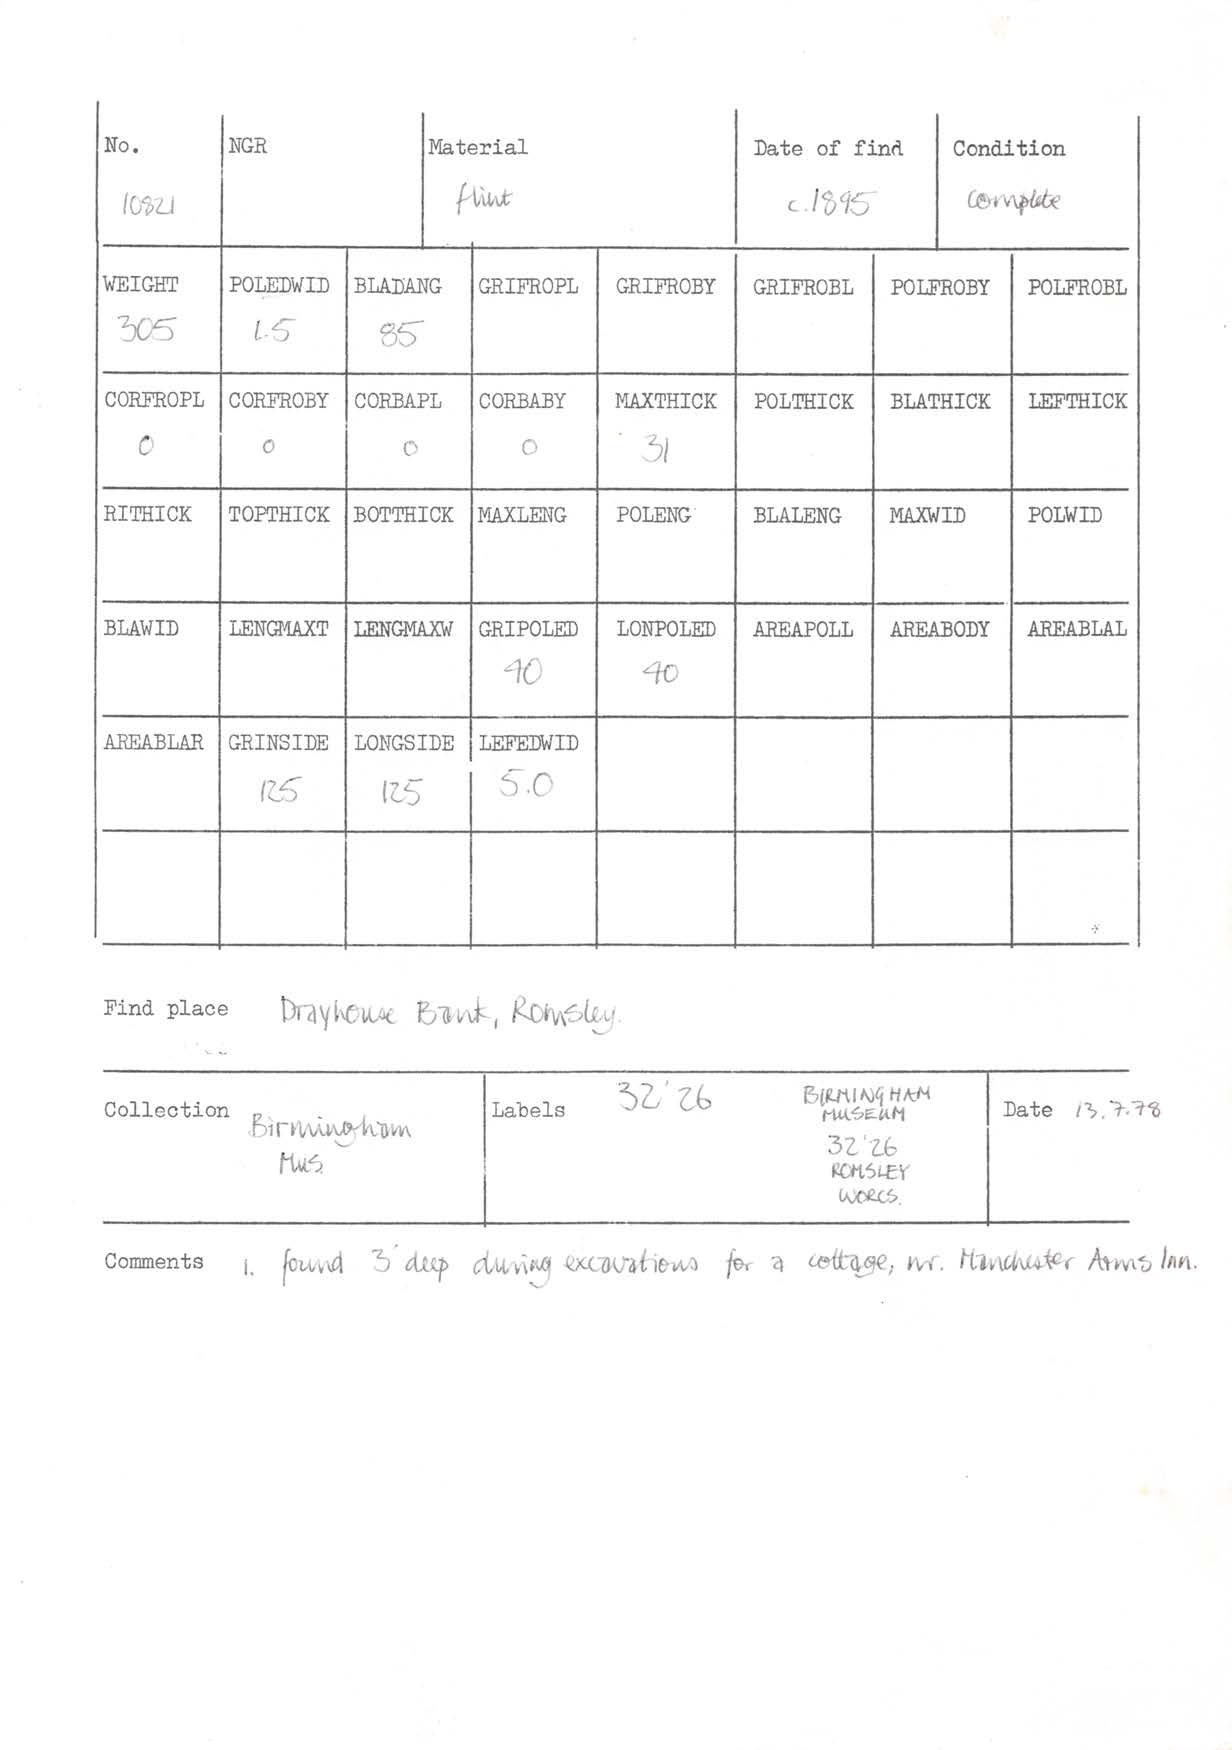 No. NGR Material Date of find Condition
10821 flint c.1895 complete
WEIGHT POLEDWID BLADANG GRIFROPL GRIFROBY GRIFROBL POLFROBY POLFROBL
305 1.5 85
CORFROPL CORFROBY CORBAPL CORBABY MAXTHICK POLTHICK BLATHICK LEFTHICK
0 0 0 0 31
RITHICK TOPTHICK BOTTHICK MAXLENG POLENG BLALENG MAXWID POLWID
BLAWID LENGMAXT LENGMAXW GRIPOLED LONPOLED AREAPOLL AREABODY AREABLAL
40 40
AREABLAR GRINSIDE LONGSIDE LEFEDWID
125 125 5.0
Find place Drayhouse Bank, Romsley.
Collection Birmingham Mus.
Labels 32'26
BIRMINGHAM
MUSEUM
32'26
ROMSLEY
WORCS.
Date 13.7.78
Comments 1. found 3' deep during excavations for a cottage, nr. Manchester Arms Inn.